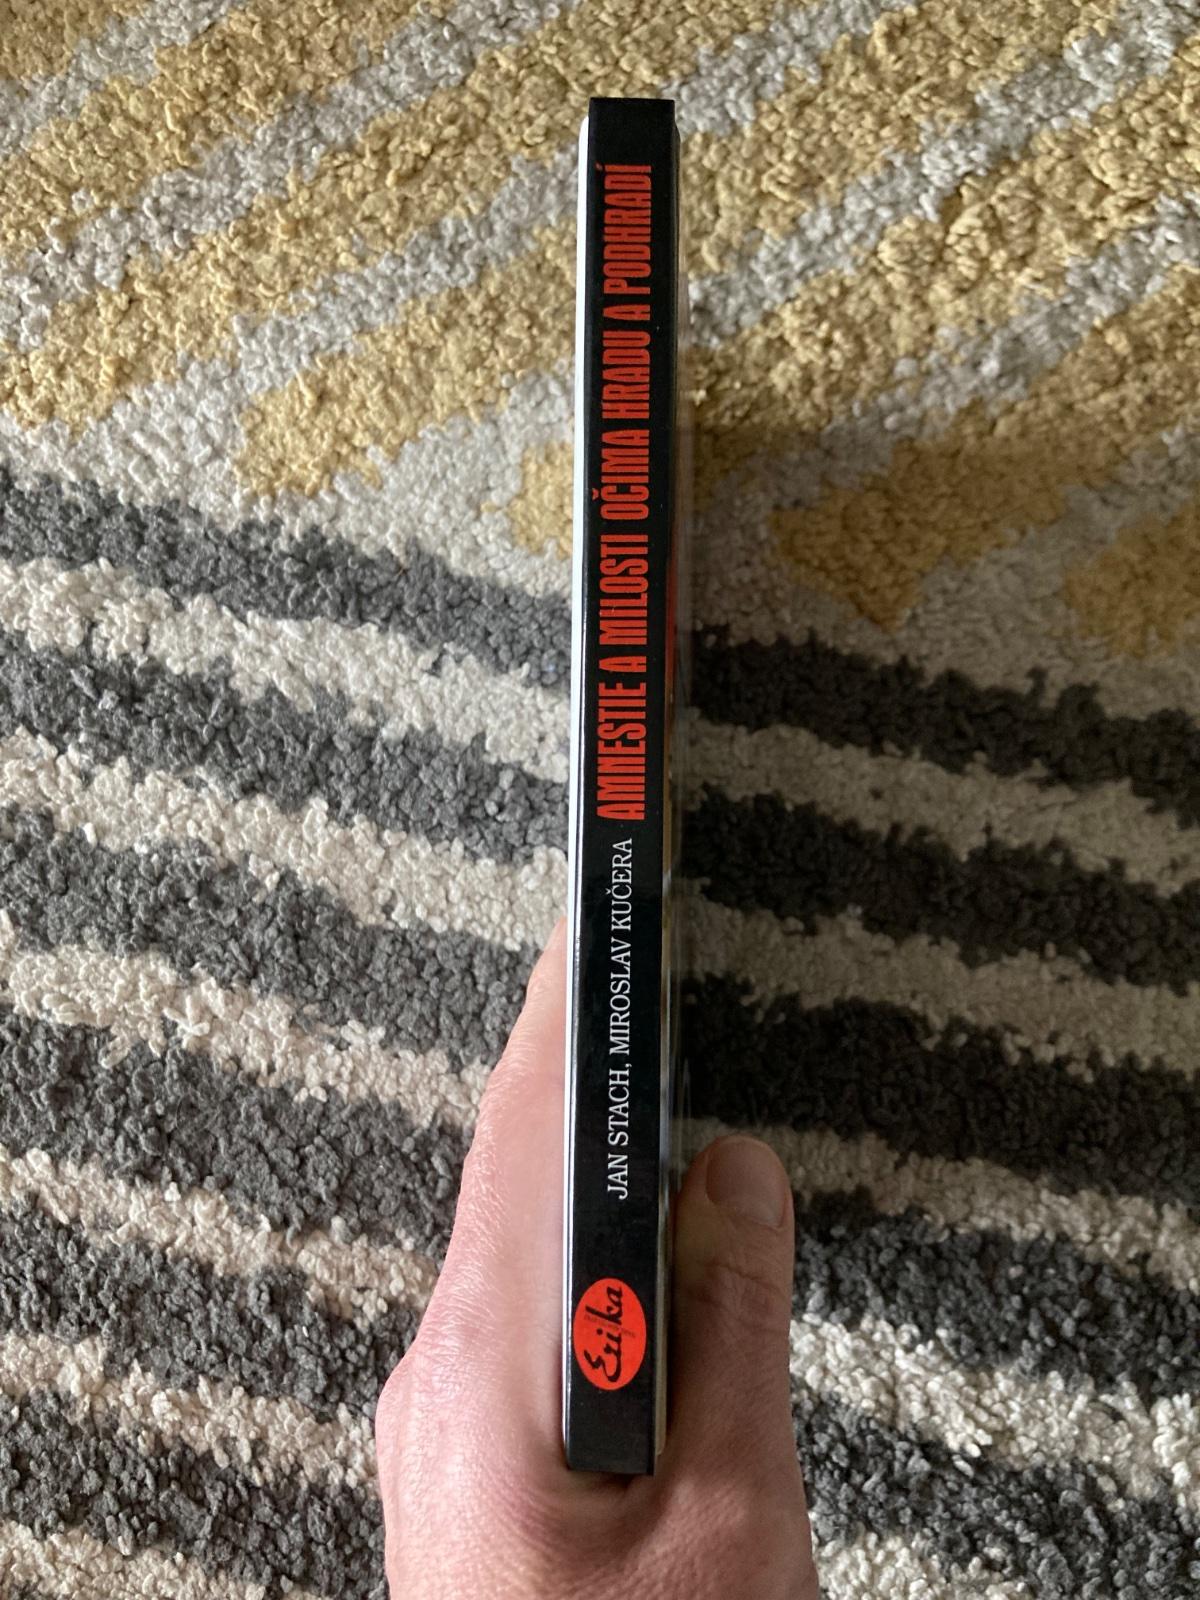 JAN STACH, MIROSLAV KUČERA AMNESTIE A MILOSTI OČIMA HRADU A PODHRADÍ
Erika